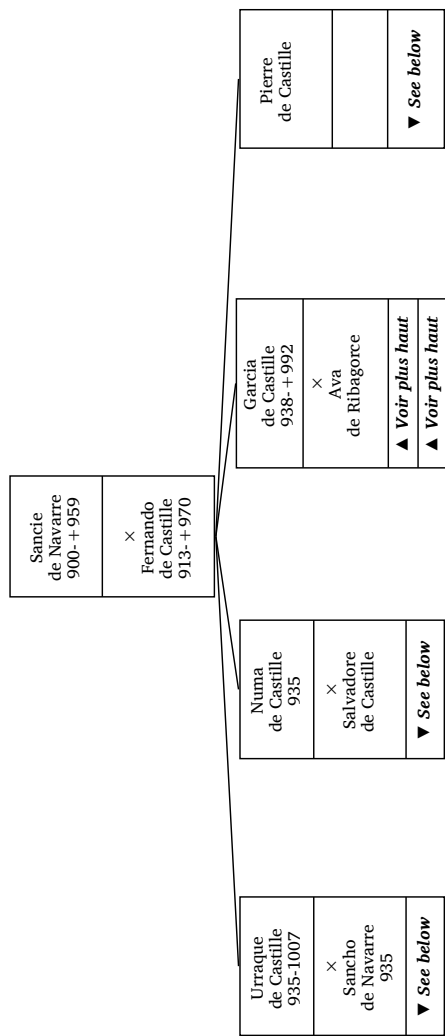 Sancie
de Navarre
900-+959
×
Fernando
de Castille
913-+970
Urraque
de Castille
935-1007
×
Sancho
de Navarre
935
▼ See below
Numa
de Castille
935
×
Salvadore
de Castille
▼ See below
Garcia
de Castille
938-+992
×
Ava
de Ribagorce
▲ Voir plus haut
▲ Voir plus haut
Pierre
de Castille
▼ See below